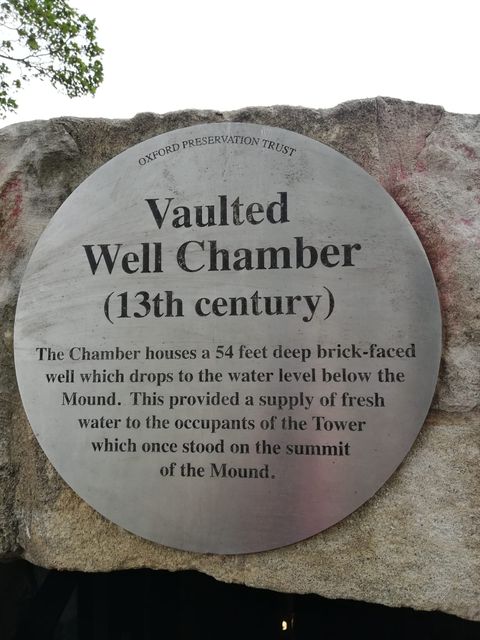 OXFORD PRESERVATION TRUST
Vaulted
Well Chamber
(13th century)
The Chamber houses a 54 feet deep brick-faced
well which drops to the water level below the
Mound. This provided a supply of fresh
water to the occupants of the Tower
which once stood on the summit
of the Mound.